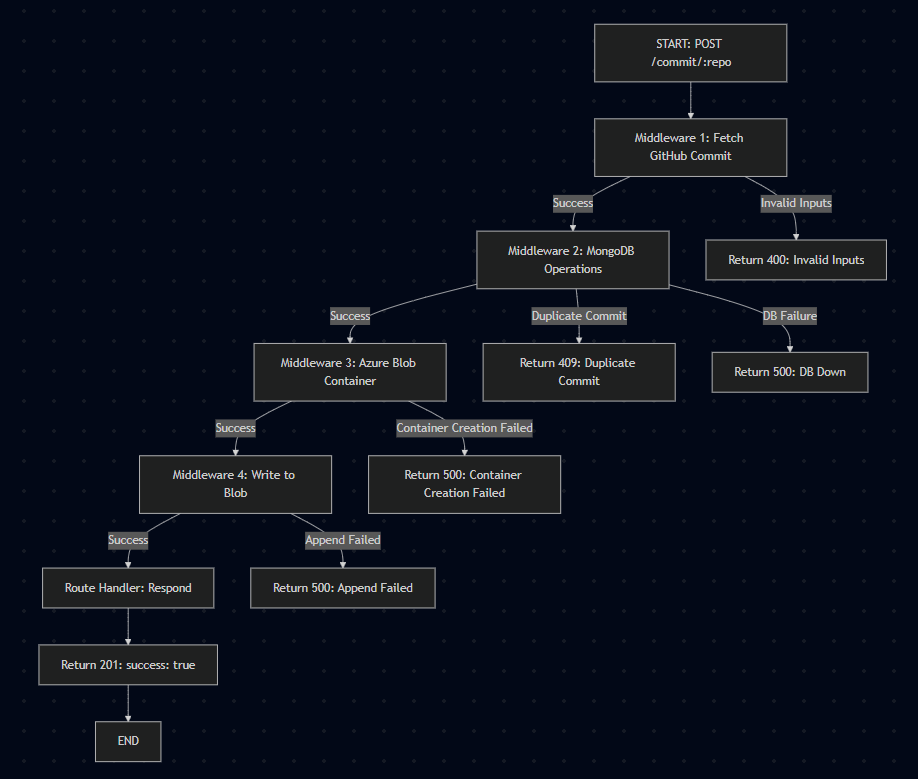 START: POST
/commit/:repo
Middleware 1: Fetch
GitHub Commit
Success
Invalid Inputs
Middleware 2: MongoDB
Operations
Return 400: Invalid Inputs
Success
Duplicate Commit
DB Failure
Middleware 3: Azure Blob
Container
Return 409: Duplicate
Commit
Return 500: DB Down
Success
Container Creation Failed
Middleware 4: Write to
Blob
Return 500: Container
Creation Failed
Success
Append Failed
Route Handler: Respond
Return 500: Append Failed
Return 201: success: true
END